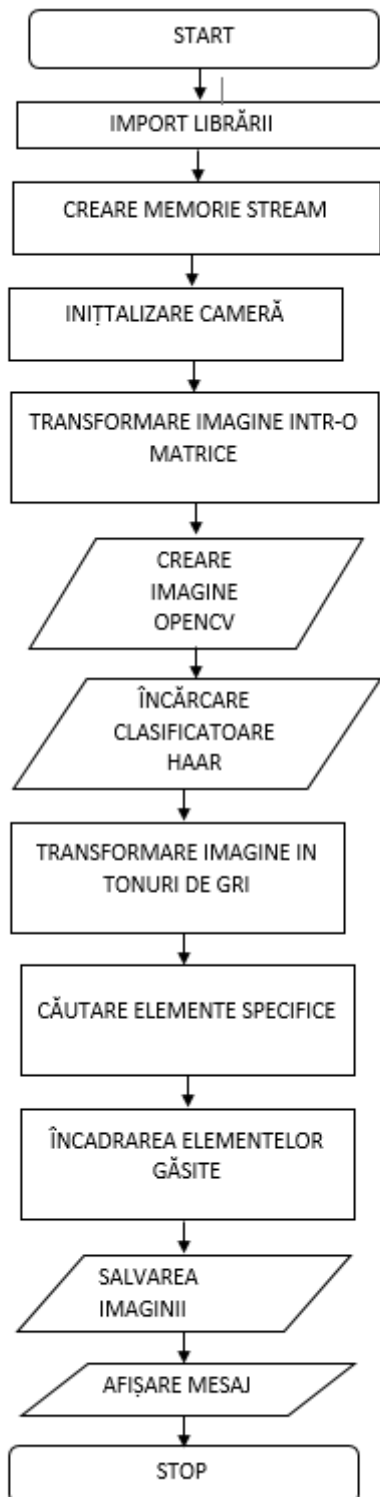 START
IMPORT LIBRĂRII
CREARE MEMORIE STREAM
INIȚTALIZARE CAMERĂ
TRANSFORMARE IMAGINE INTR-O
MATRICE
CREARE
IMAGINE
OPENCV
ÎNCĂRCARE
CLASIFICATOARE
HAAR
TRANSFORMARE IMAGINE IN
TONURI DE GRI
CĂUTARE ELEMENTE SPECIFICE
ÎNCADRAREA ELEMENTELOR
GĂSITE
SALVAREA
IMAGINII
AFIȘARE MESAJ
STOP